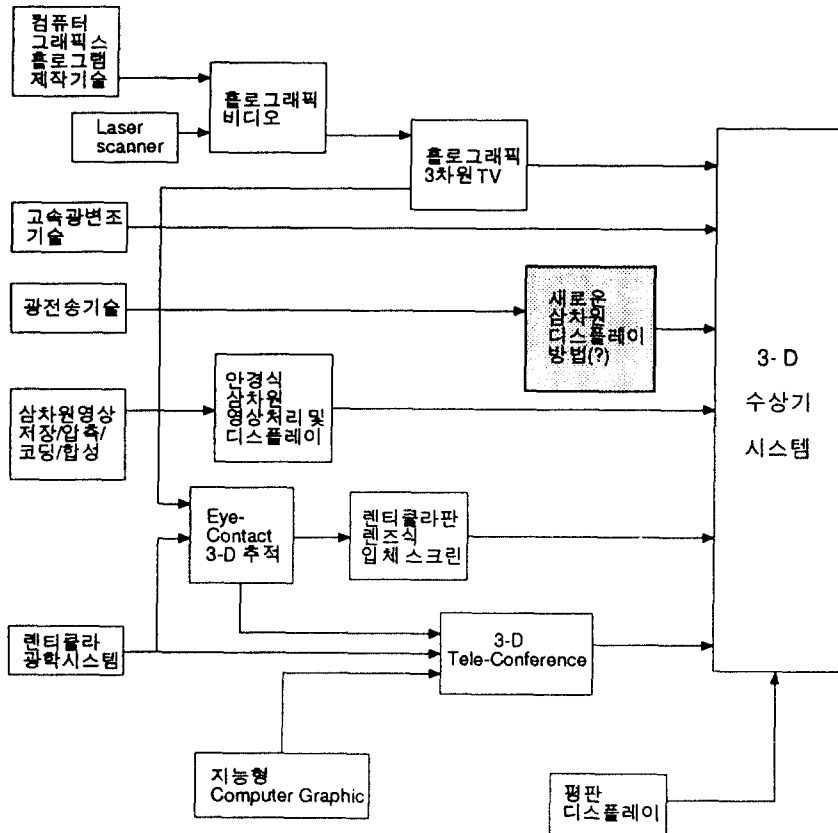 컴퓨터
그래픽스
홀로그램
제작기술
Laser
scanner
홀로그래픽
비디오
홀로그래픽
3차원 TV
고속광변조
기술
광전송기술
새로운
삼차원
디스플레이
방법(?)
안경식
삼차원
영상처리 및
디스플레이
삼차원영상
저장/압축/
코딩/합성
3- D
수상기
시스템
Eye-
Contact
3-D 추적
렌티큘라판
렌즈식
입체 스크린
렌티큘라
광학시스템
3-D
Tele-Conference
지능형
Computer Graphic
평판
디스플레이